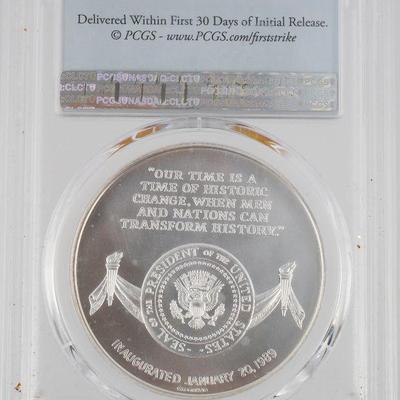 Delivered Within First 30 Days of Initial Release.
© PCGS - www.PCGS.com/firststrike
"OUR TIME IS A
TIME OF HISTORIC
CHANGE, WHEN MEN
AND NATIONS CAN
TRANSFORM HISTORY."
SEAL OF THE PRESIDENT OF THE UNITED STATES
INAUGURATED JANUARY 20, 1989